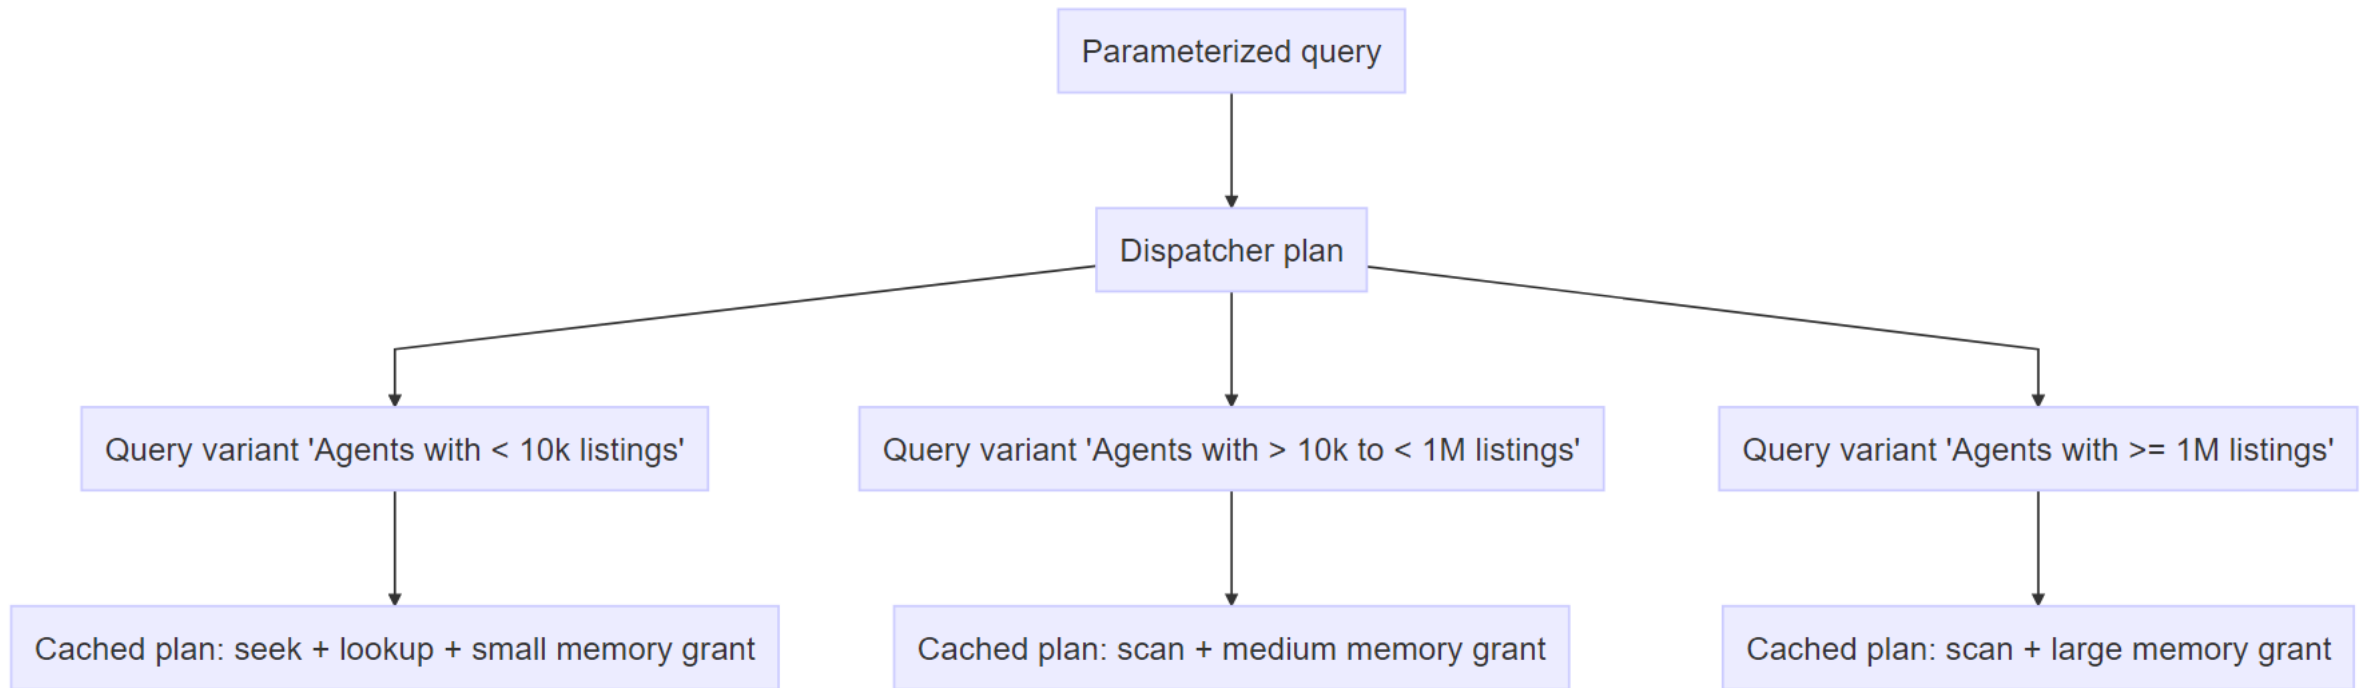 Parameterized query
Dispatcher plan
Query variant 'Agents with < 10k listings'
Query variant 'Agents with > 10k to < 1M listings'
Query variant 'Agents with >= 1M listings'
Cached plan: seek + lookup + small memory grant
Cached plan: scan + medium memory grant
Cached plan: scan + large memory grant